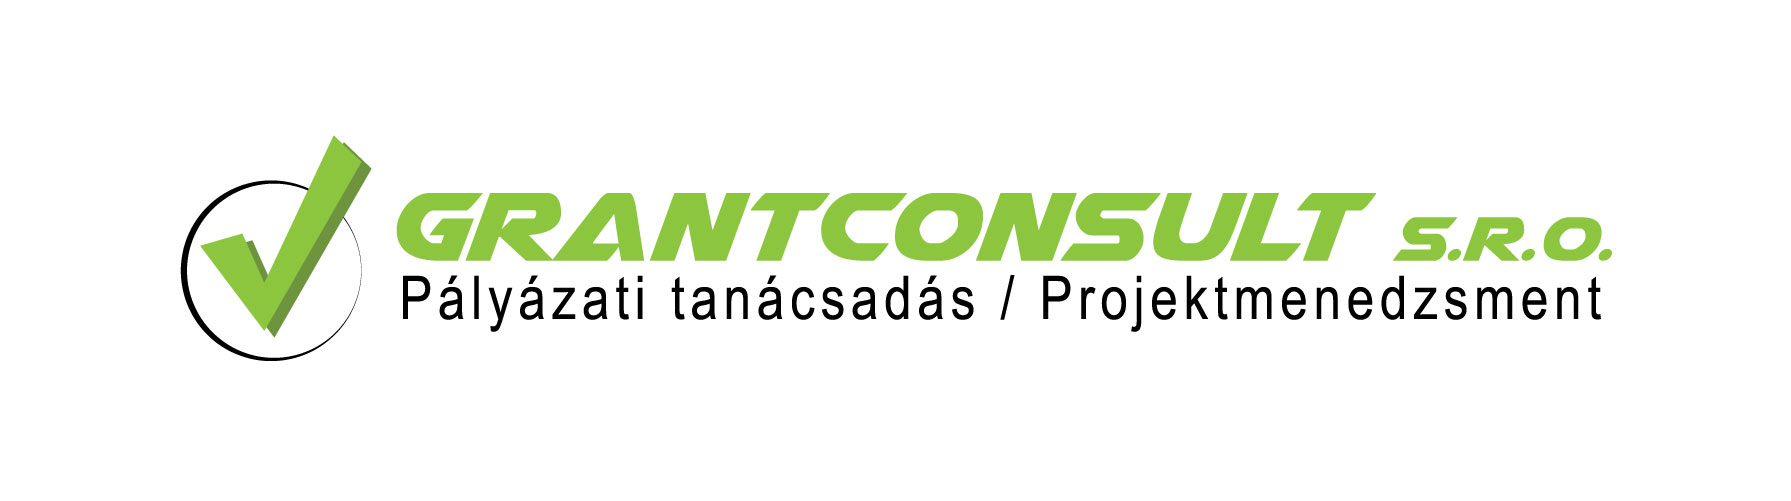 GRANTCONSULT S.R.O.
Pályázati tanácsadás / Projektmenedzsment